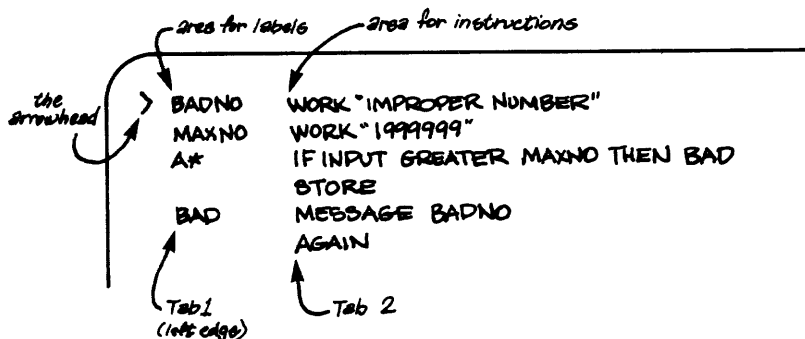 area for labels
area for instructions
the
arrowhead
> BADNO WORK "IMPROPER NUMBER"
MAXNO WORK "1999999"
A* IF INPUT GREATER MAXNO THEN BAD
STORE
BAD MESSAGE BADNO
AGAIN
Tab 1
(left edge)
Tab 2